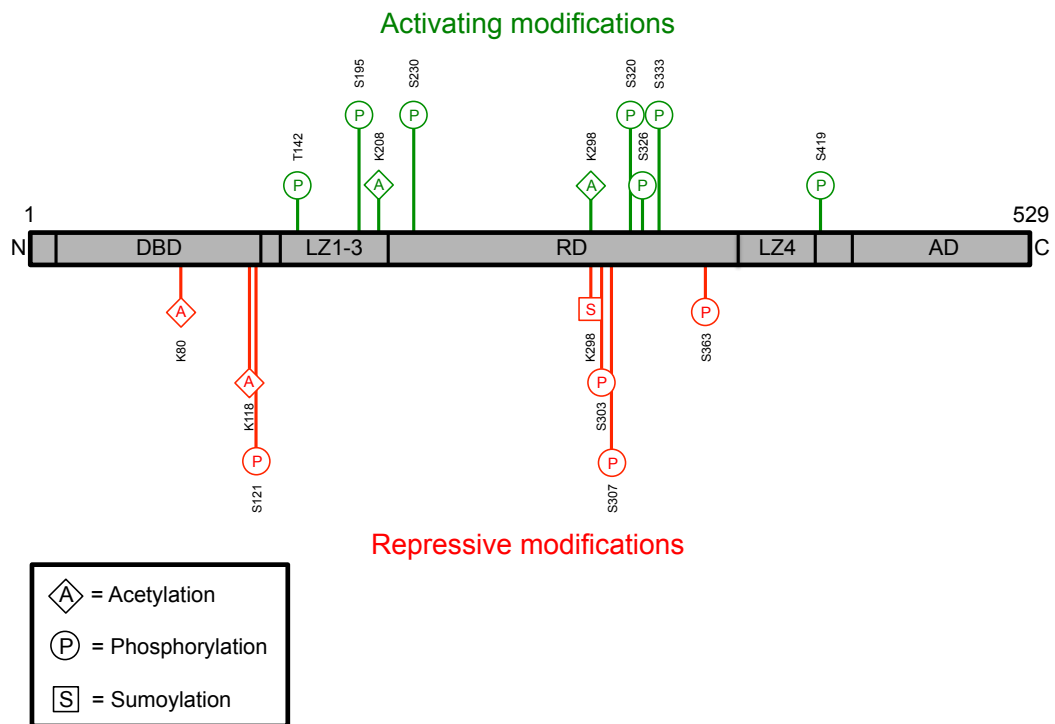 Activating modifications
S195 S230 S320 S333
P P P P
T142 K208 K298 S326 S419
P A A P P
1 529
N DBD LZ1-3 RD LZ4 AD C
A S P
K80 K298 S363
A P
K118 S303
P P
S121 S307
Repressive modifications
A = Acetylation
P = Phosphorylation
S = Sumoylation